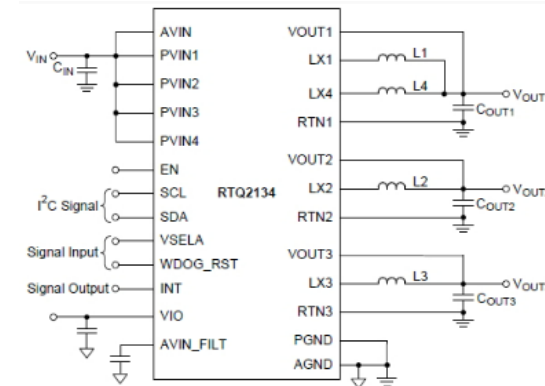 AVIN
VIN
CIN
PVIN1
PVIN2
PVIN3
PVIN4
EN
I²C Signal
SCL
SDA
Signal Input
VSELA
WDOG_RST
Signal Output
INT
VIO
AVIN_FILT
RTQ2134
VOUT1
LX1
L1
LX4
L4
VOUT
RTN1
COUT1
VOUT2
LX2
L2
VOUT
RTN2
COUT2
VOUT3
LX3
L3
VOUT
RTN3
COUT3
PGND
AGND